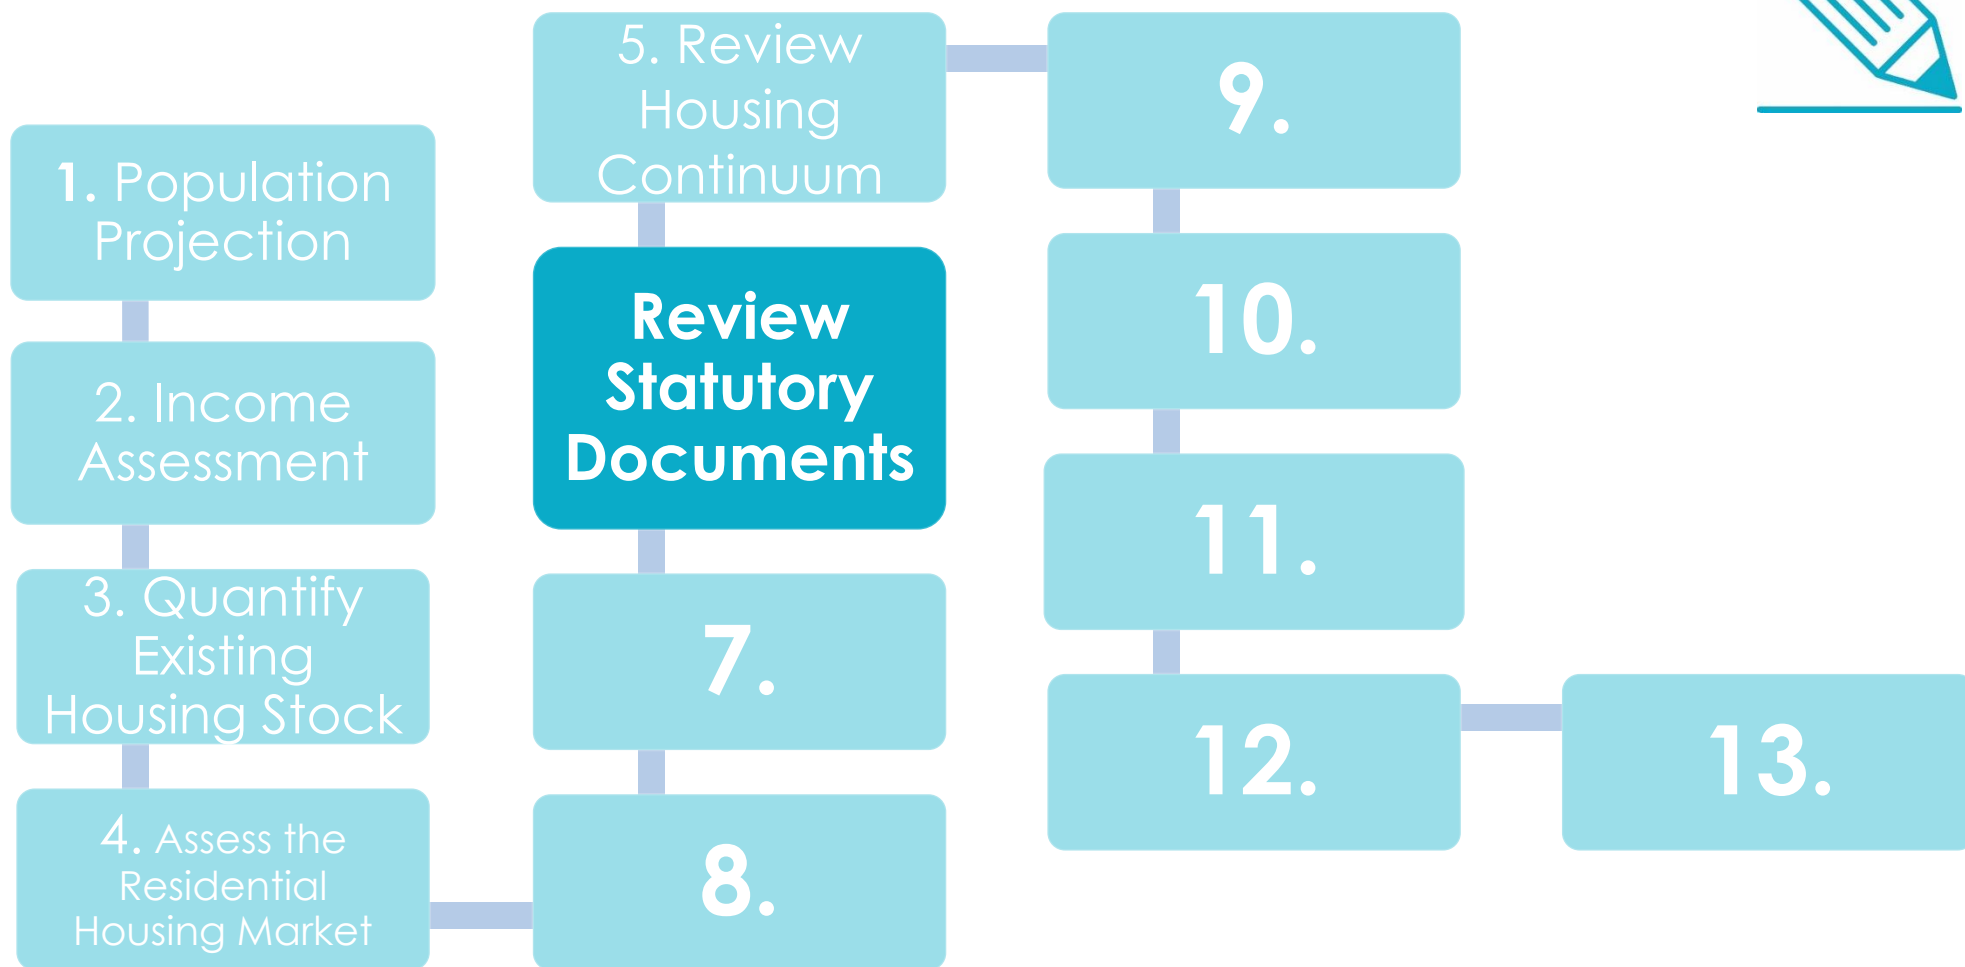 1. Population
Projection
2. Income
Assessment
3. Quantify
Existing
Housing Stock
4. Assess the
Residential
Housing Market
5. Review
Housing
Continuum
Review
Statutory
Documents
7.
8.
9.
10.
11.
12.
13.